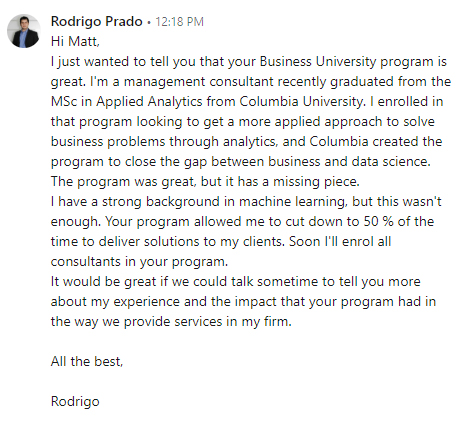 Rodrigo Prado • 12:18 PM
Hi Matt,
I just wanted to tell you that your Business University program is
great. I'm a management consultant recently graduated from the
MSc in Applied Analytics from Columbia University. I enrolled in
that program looking to get a more applied approach to solve
business problems through analytics, and Columbia created the
program to close the gap between business and data science.
The program was great, but it has a missing piece.
I have a strong background in machine learning, but this wasn't
enough. Your program allowed me to cut down to 50 % of the
time to deliver solutions to my clients. Soon I'll enrol all
consultants in your program.
It would be great if we could talk sometime to tell you more
about my experience and the impact that your program had in
the way we provide services in my firm.
All the best,
Rodrigo